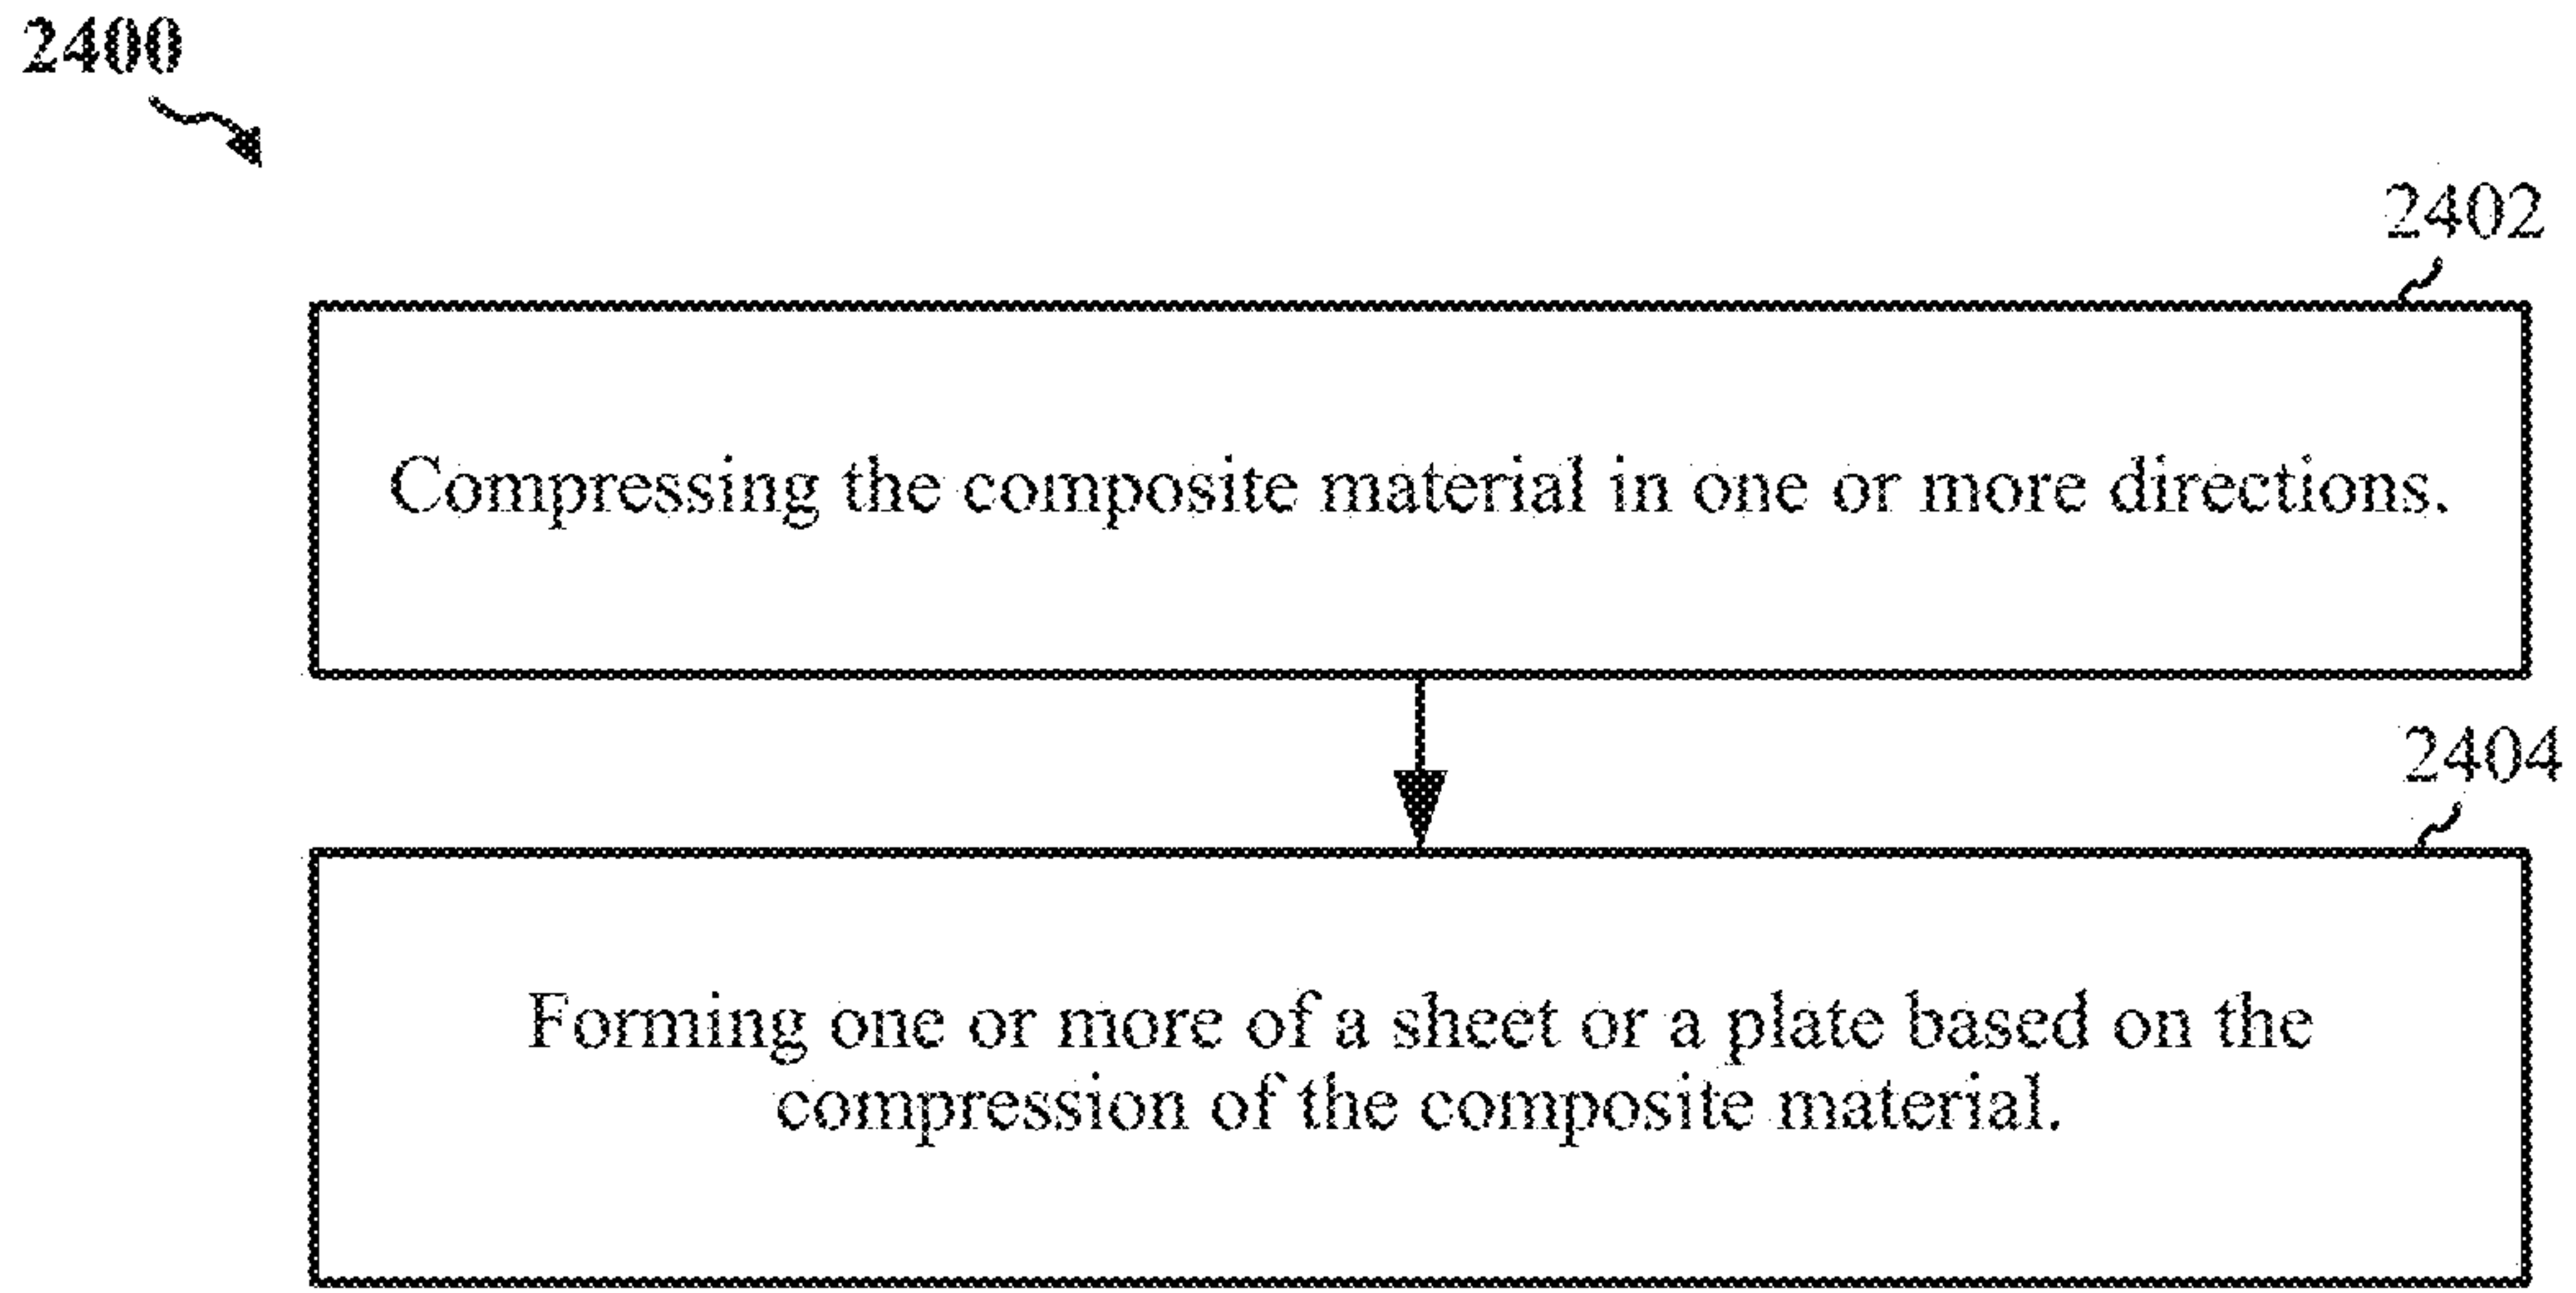 2400
2402
Compressing the composite material in one or more directions.
2404
Forming one or more of a sheet or a plate based on the
compression of the composite material.